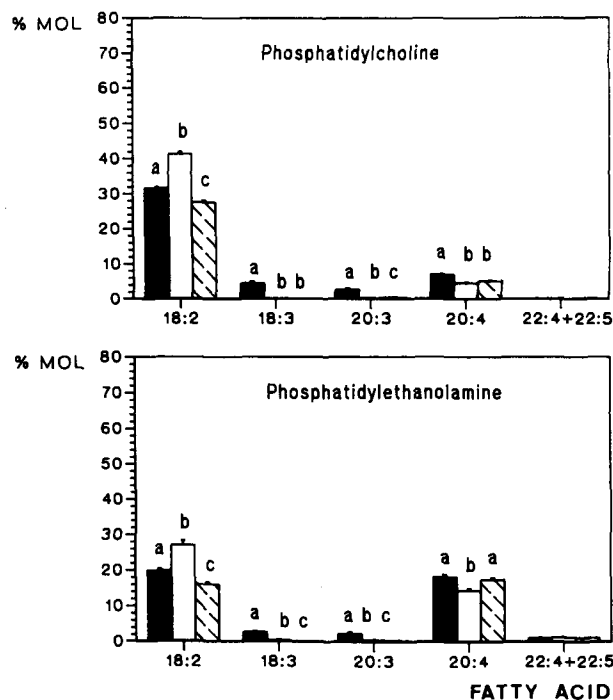 % MOL
80
Phosphatidylcholine
70
60
50
b
40
a
c
30
20
a
b b
a
b c
a
b b
10
0
18:2
18:3
20:3
20:4
22:4+22:5
% MOL
80
Phosphatidylethanolamine
70
60
50
40
b
30
a
c
a
b
a
20
a
b c
a
b c
10
0
18:2
18:3
20:3
20:4
22:4+22:5
FATTY ACID